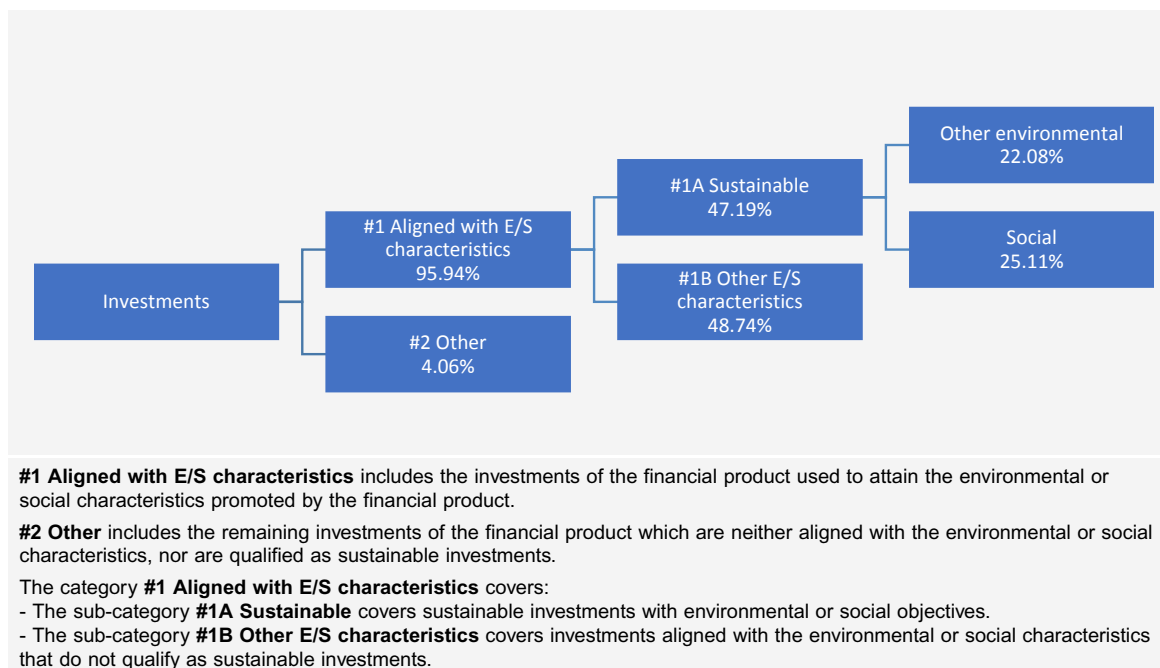 Investments
#1 Aligned with E/S
characteristics
95.94%
#2 Other
4.06%
#1A Sustainable
47.19%
#1B Other E/S
characteristics
48.74%
Other environmental
22.08%
Social
25.11%
#1 Aligned with E/S characteristics includes the investments of the financial product used to attain the environmental or
social characteristics promoted by the financial product.
#2 Other includes the remaining investments of the financial product which are neither aligned with the environmental or social
characteristics, nor are qualified as sustainable investments.
The category #1 Aligned with E/S characteristics covers:
- The sub-category #1A Sustainable covers sustainable investments with environmental or social objectives.
- The sub-category #1B Other E/S characteristics covers investments aligned with the environmental or social characteristics
that do not qualify as sustainable investments.